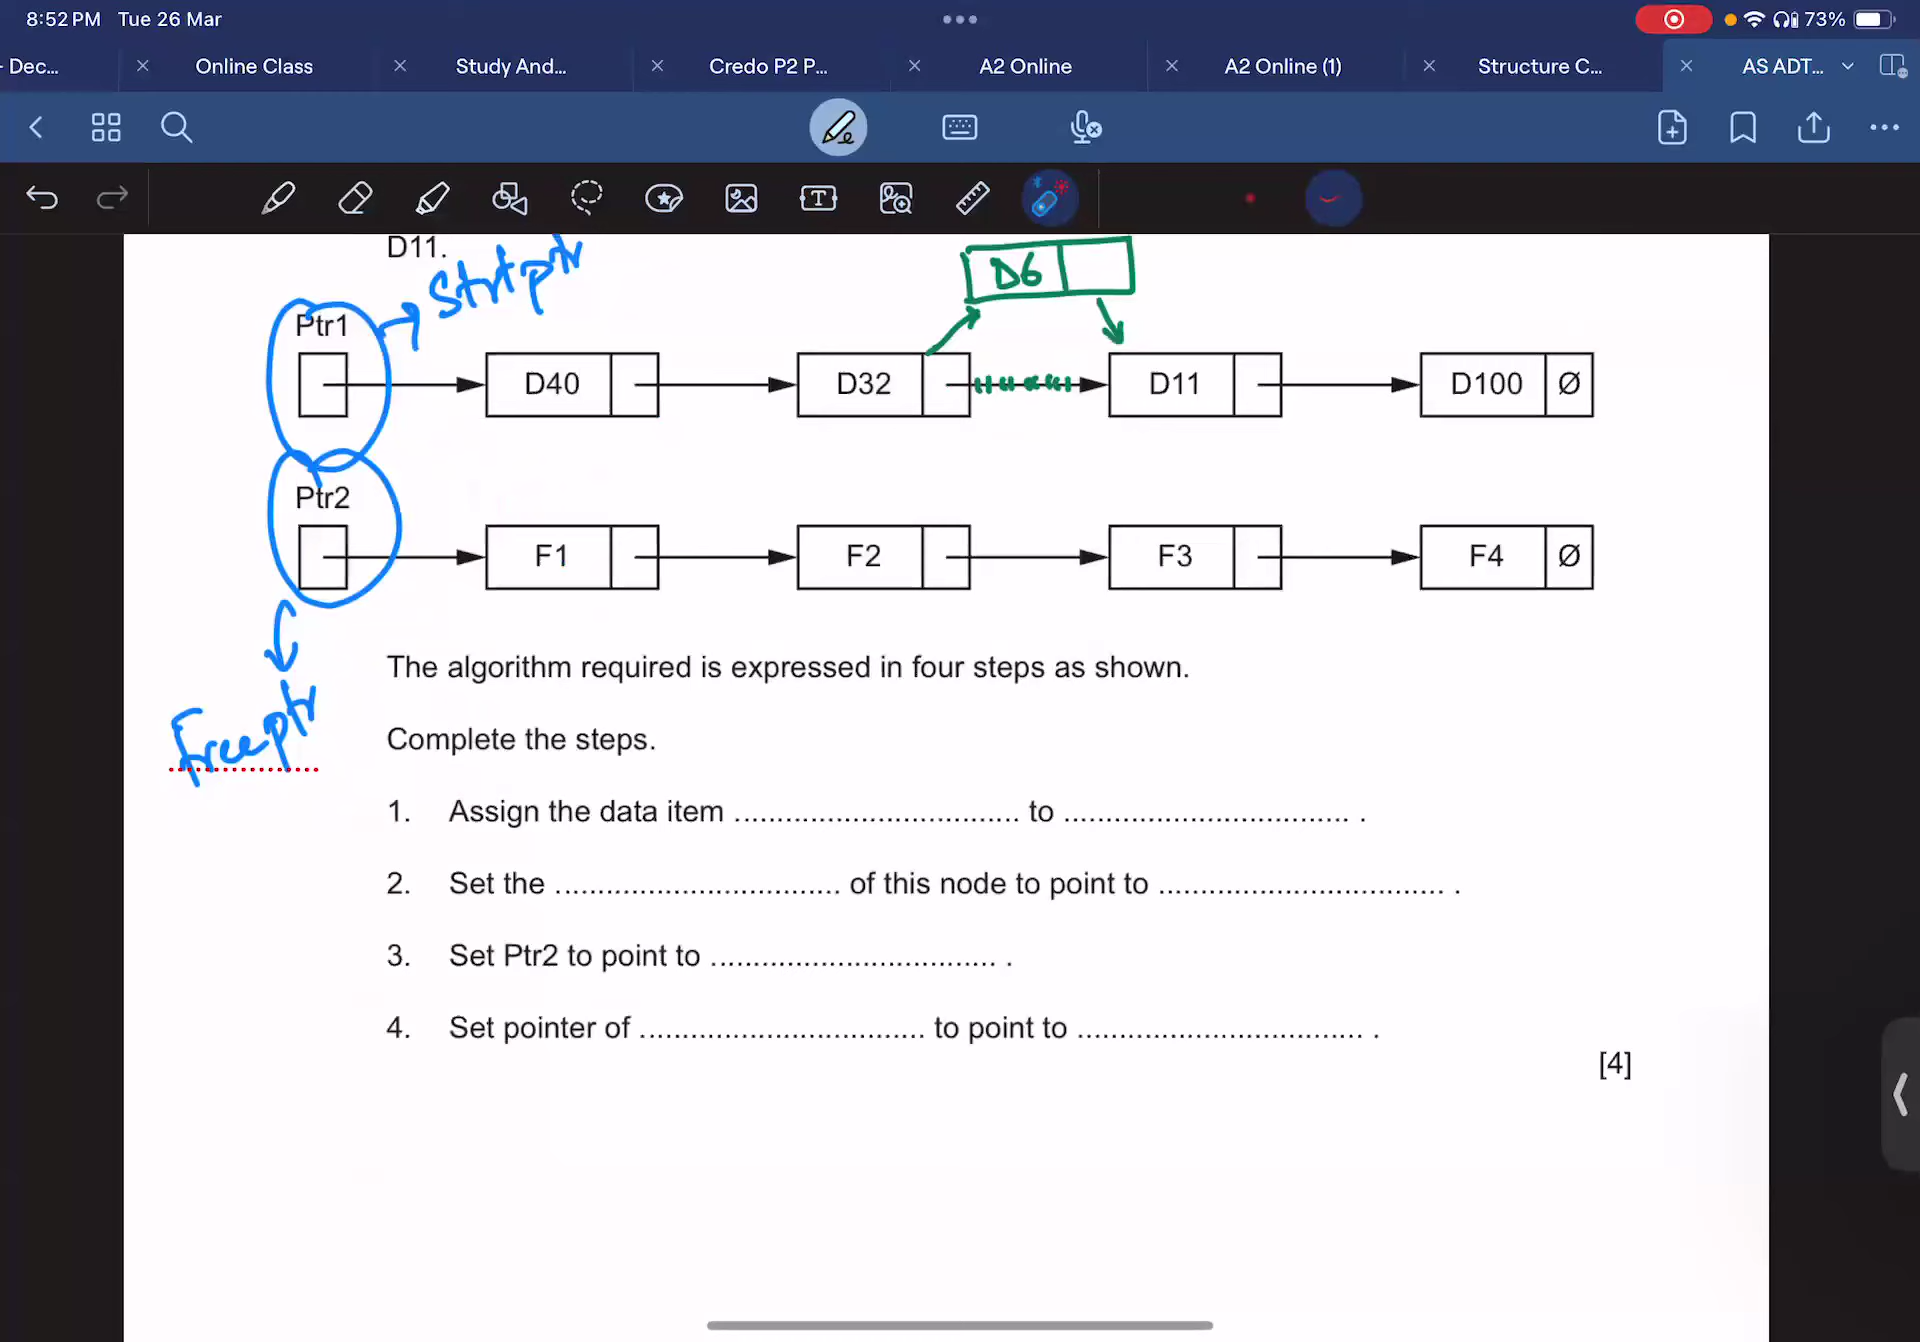 8:52 PM Tue 26 Mar 73%
- Dec... Online Class Study And... Credo P2 P... A2 Online A2 Online (1) Structure C... AS ADT...
D11.
Strtptr
D6
Ptr1
D40 D32 D11 D100 Ø
Ptr2
F1 F2 F3 F4 Ø
Freeptr
The algorithm required is expressed in four steps as shown.
Complete the steps.
1. Assign the data item .................................. to .................................. .
2. Set the .................................. of this node to point to .................................. .
3. Set Ptr2 to point to .................................. .
4. Set pointer of .................................. to point to .................................. .
[4]